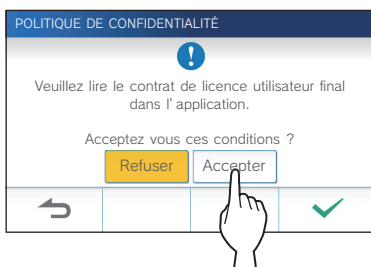 POLITIQUE DE CONFIDENTIALITÉ
Veuillez lire le contrat de licence utilisateur final
dans l'application.
Acceptez vous ces conditions ?
Refuser Accepter